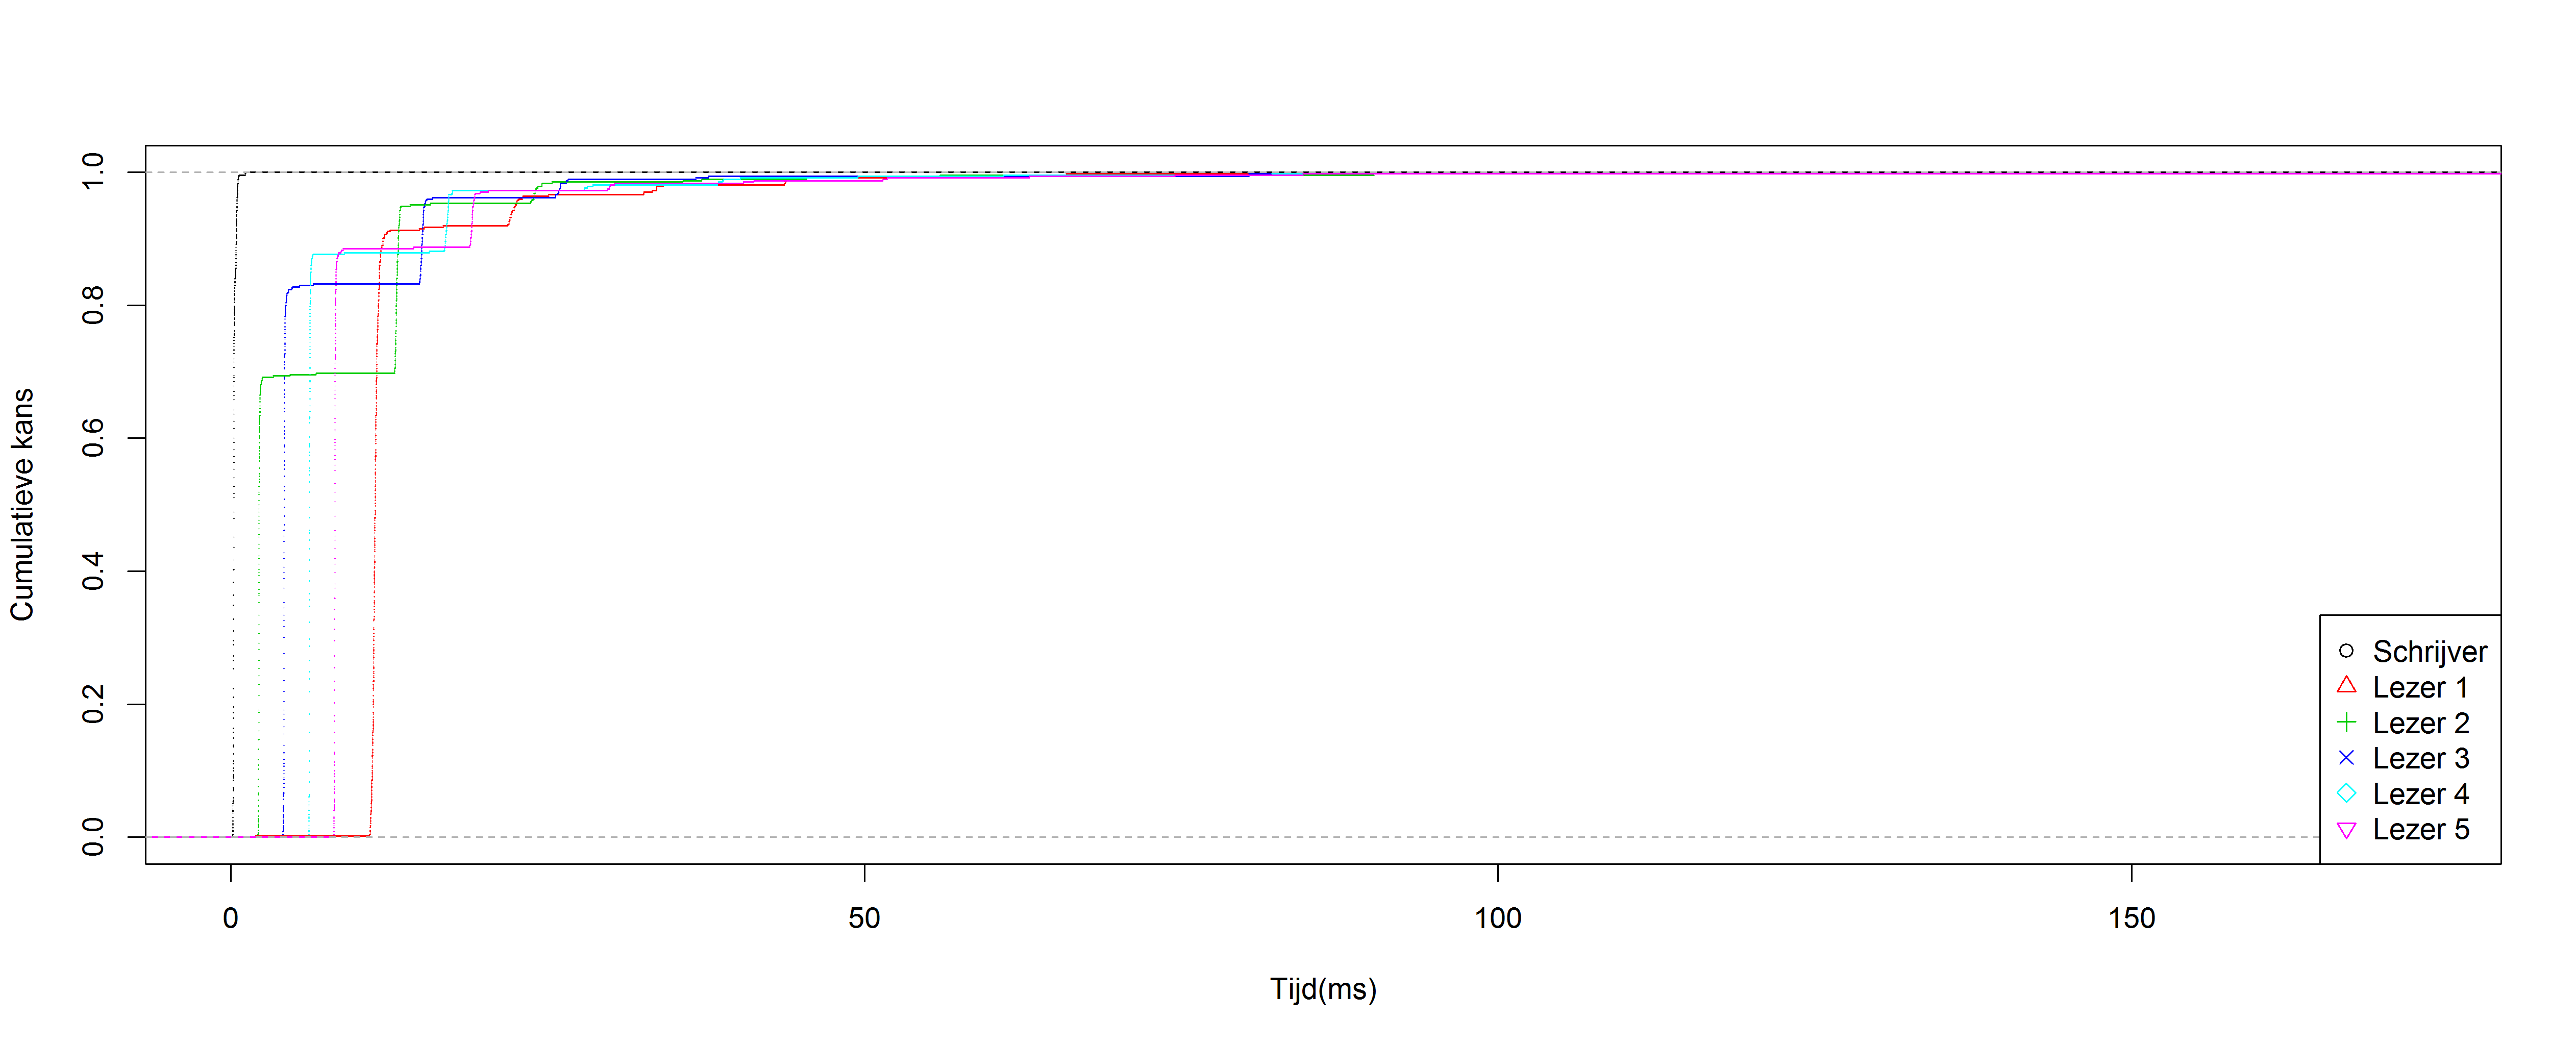 Cumulatieve kans
1.0
0.8
0.6
0.4
0.2
0.0
Schrijver
Lezer 1
Lezer 2
Lezer 3
Lezer 4
Lezer 5
0 50 100 150
Tijd(ms)